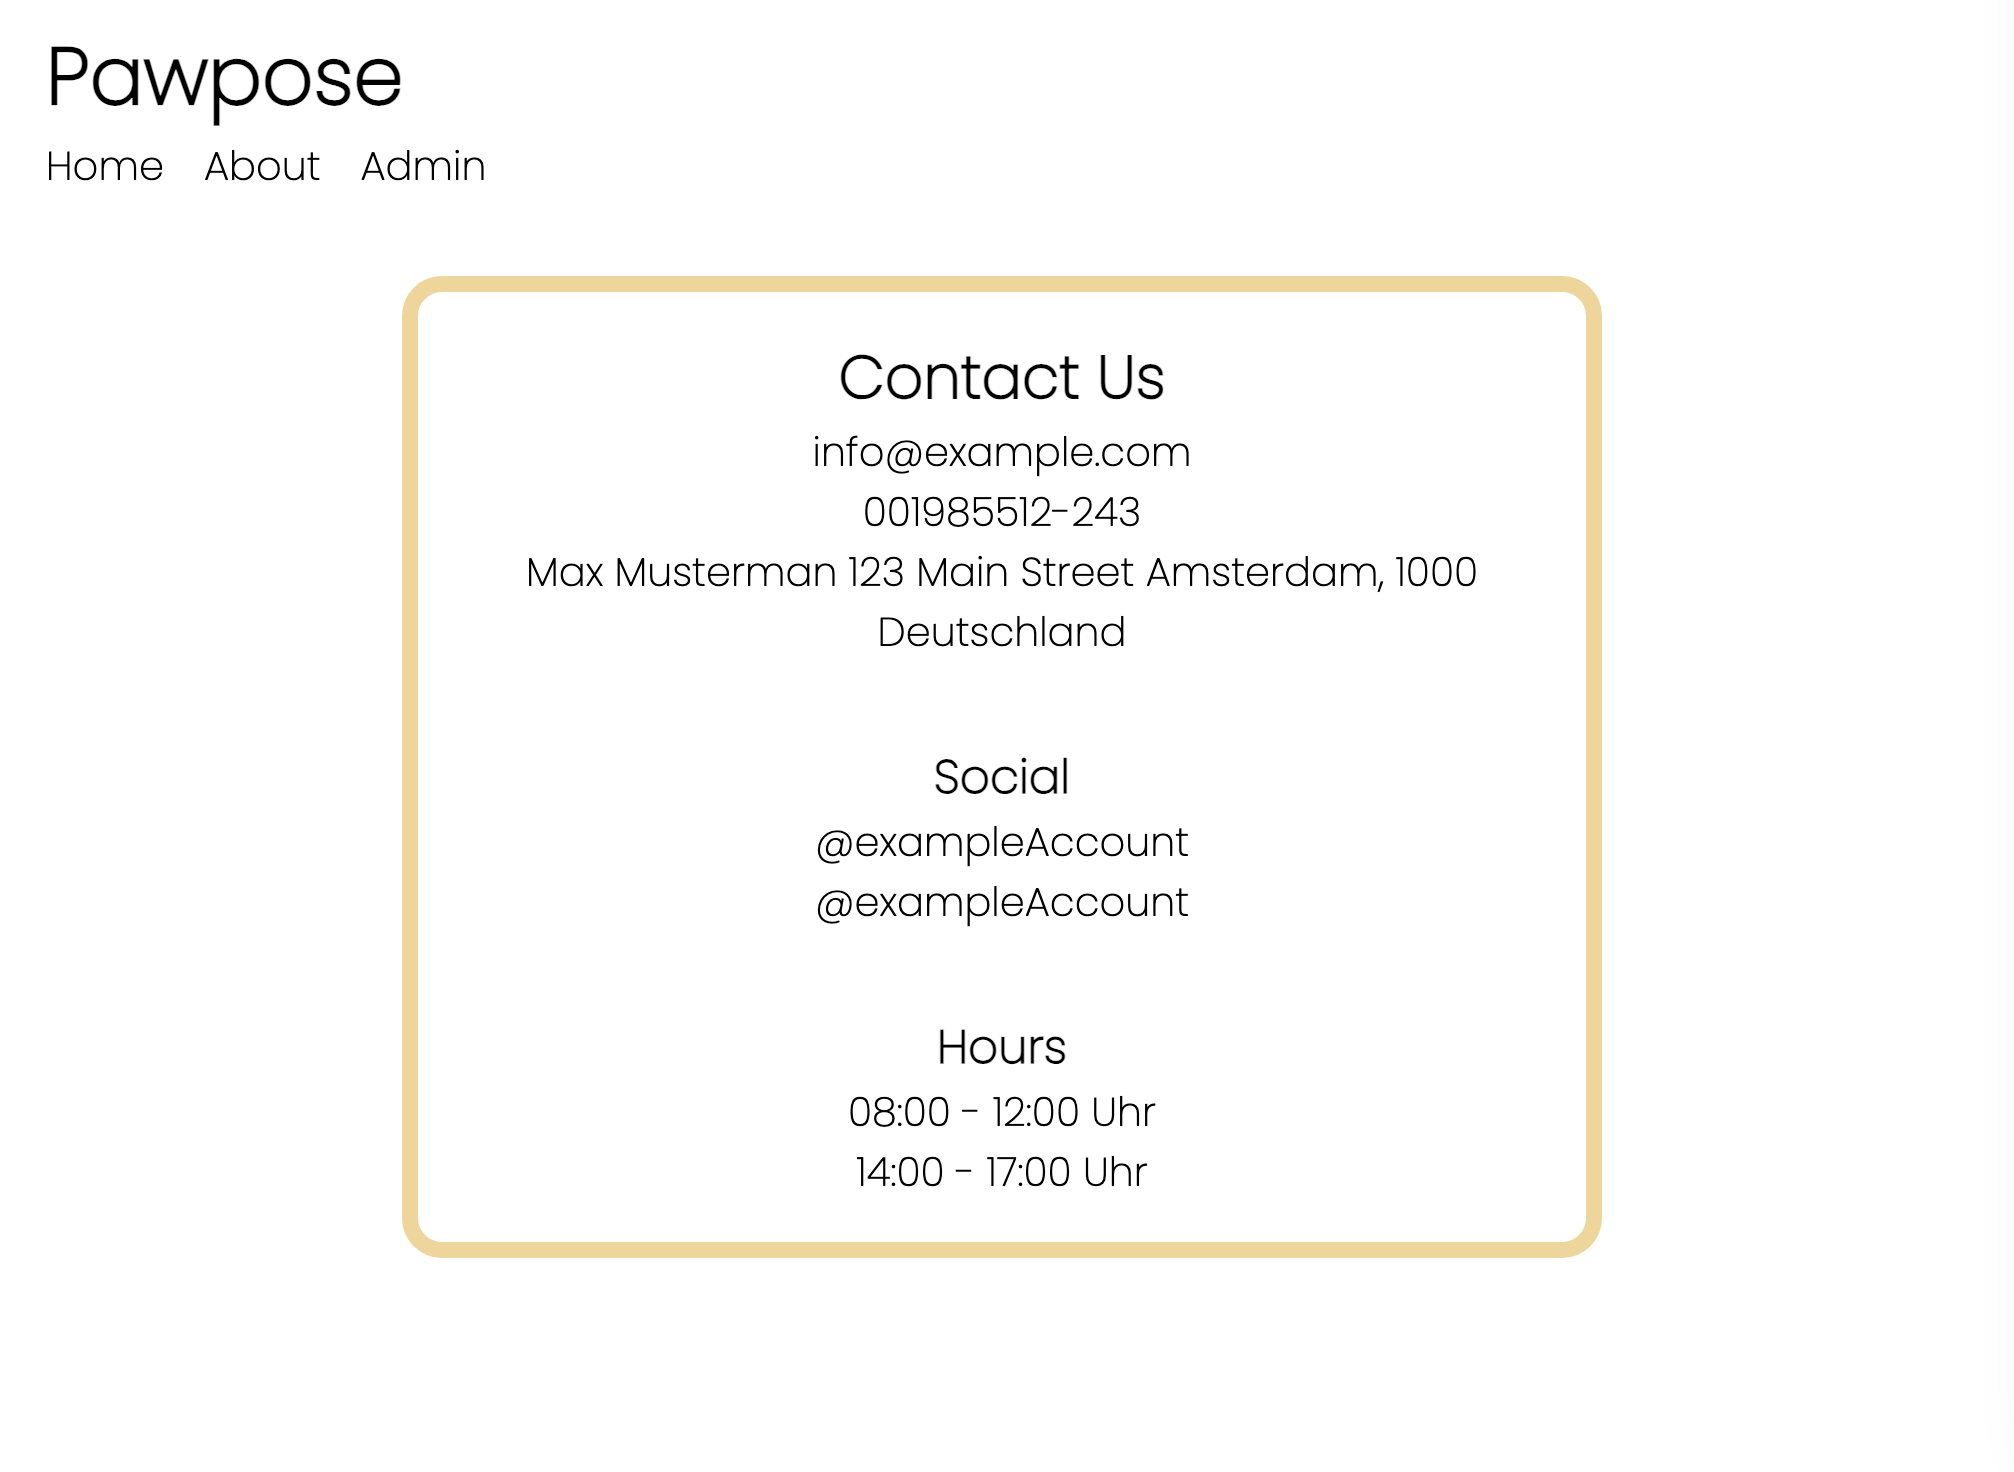 Pawpose
Home About Admin
Contact Us
info@example.com
001985512-243
Max Musterman 123 Main Street Amsterdam, 1000
Deutschland
Social
@exampleAccount
@exampleAccount
Hours
08:00 - 12:00 Uhr
14:00 - 17:00 Uhr